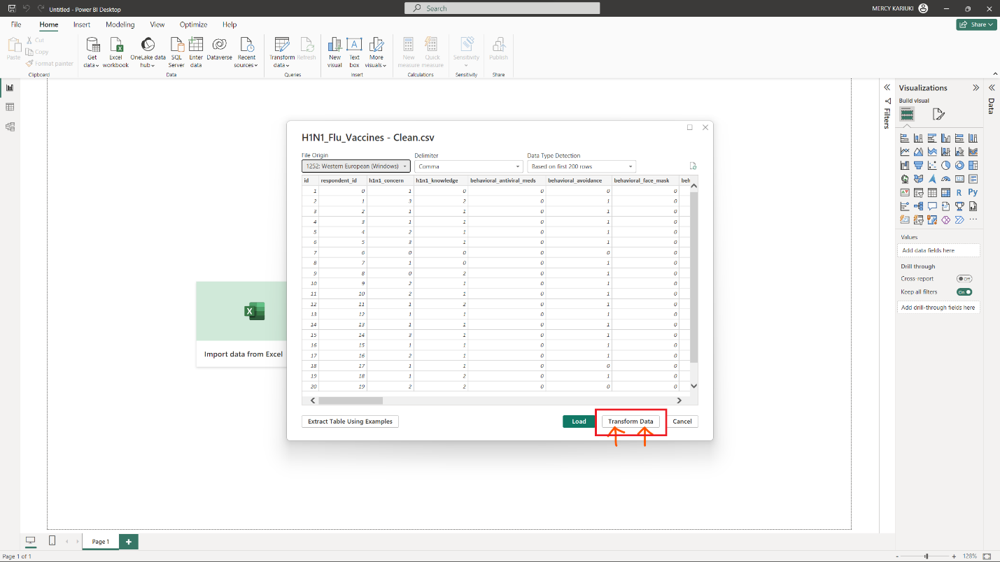 Untitled - Power BI Desktop
Search
MERCY KARIUKI
File Home Insert Modeling View Optimize Help
Share
Paste
Cut
Copy
Format painter
Clipboard
Get data
Excel workbook
OneLake data hub
SQL Server
Enter data
Dataverse
Recent sources
Data
Transform data
Refresh
Queries
New visual
Text box
More visuals
Insert
New measure
Quick measure
Calculations
Sensitivity
Sensitivity
Publish
Share
H1N1_Flu_Vaccines - Clean.csv
File Origin Delimiter Data Type Detection
1252: Western European (Windows) Comma Based on first 200 rows
id respondent_id h1n1_concern h1n1_knowledge behavioral_antiviral_meds behavioral_avoidance behavioral_face_mask beh
1 0 1 0 0 0 0
2 1 3 2 0 1 0
3 2 1 1 0 1 0
4 3 1 1 0 1 0
5 4 2 1 0 1 0
6 5 3 1 0 1 0
7 6 0 0 0 0 0
8 7 1 0 0 1 0
9 8 0 2 0 1 0
10 9 2 1 0 1 0
11 10 2 1 0 1 0
12 11 1 2 0 1 0
13 12 1 1 0 1 0
14 13 1 1 0 1 0
15 14 3 1 0 1 0
16 15 1 1 0 1 0
17 16 2 1 0 1 0
18 17 1 1 0 0 0
19 18 1 2 0 1 0
20 19 2 2 0 0 0
Extract Table Using Examples Load Transform Data Cancel
Import data from Excel
Filters
Visualizations
Build visual
R Py
Values
Add data fields here
Drill through
Cross-report Off
Keep all filters On
Add drill-through fields here
Data
Page 1
Page 1 of 1
128%